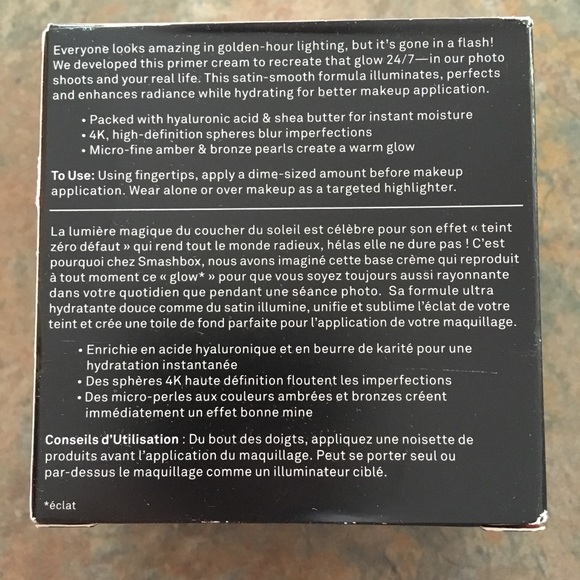 Everyone looks amazing in golden-hour lighting, but it's gone in a flash!
We developed this primer cream to recreate that glow 24/7—in our photo
shoots and your real life. This satin-smooth formula illuminates, perfects
and enhances radiance while hydrating for better makeup application.
• Packed with hyaluronic acid & shea butter for instant moisture
• 4K, high-definition spheres blur imperfections
• Micro-fine amber & bronze pearls create a warm glow
To Use: Using fingertips, apply a dime-sized amount before makeup
application. Wear alone or over makeup as a targeted highlighter.
La lumière magique du coucher du soleil est célèbre pour son effet « teint
zéro défaut » qui rend tout le monde radieux, hélas elle ne dure pas ! C'est
pourquoi chez Smashbox, nous avons imaginé cette base crème qui reproduit
à tout moment ce « glow* » pour que vous soyez toujours aussi rayonnante
dans votre quotidien que pendant une séance photo. Sa formule ultra
hydratante douce comme du satin illumine, unifie et sublime l'éclat de votre
teint et crée une toile de fond parfaite pour l'application de votre maquillage.
• Enrichie en acide hyaluronique et en beurre de karité pour une
hydratation instantanée
• Des sphères 4K haute définition floutent les imperfections
• Des micro-perles aux couleurs ambrées et bronzes créent
immédiatement un effet bonne mine
Conseils d'Utilisation : Du bout des doigts, appliquez une noisette de
produits avant l'application du maquillage. Peut se porter seul ou
par-dessus le maquillage comme un illuminateur ciblé.
*éclat